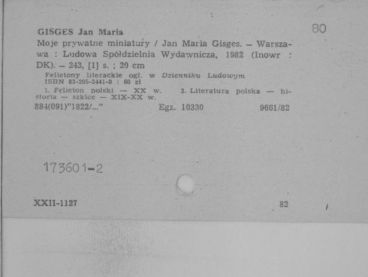 80
GISGES Jan Maria
Moje prywatne miniatury / Jan Maria Gisges. — Warsza-
wa : Ludowa Spółdzielnia Wydawnicza, 1982 (Inowr :
DK). — 243, [1] s. ; 20 cm
Felietony literackie ogł. w Dzienniku Ludowym
ISBN 83-205-3441-8 : 60 zł
1. Felieton polski — XX w. 2. Literatura polska — hi-
storia — szkice — XIX-XX w.
884(091)"1822/..." Egz. 10330 9661/82
173601-2
XXII-1127 82